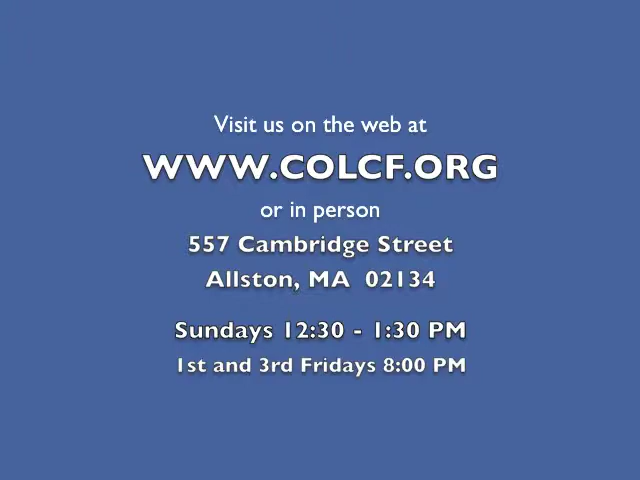 Visit us on the web at
WWW.COLCF.ORG
or in person
557 Cambridge Street
Allston, MA 02134
Sundays 12:30 - 1:30 PM
1st and 3rd Fridays 8:00 PM